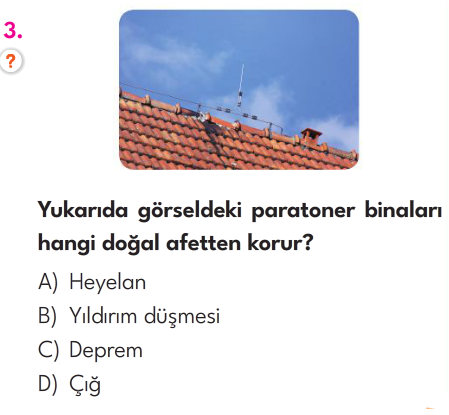 3.
?
Yukarıda görseldeki paratoner binaları
hangi doğal afetten korur?
A) Heyelan
B) Yıldırım düşmesi
C) Deprem
D) Çığ